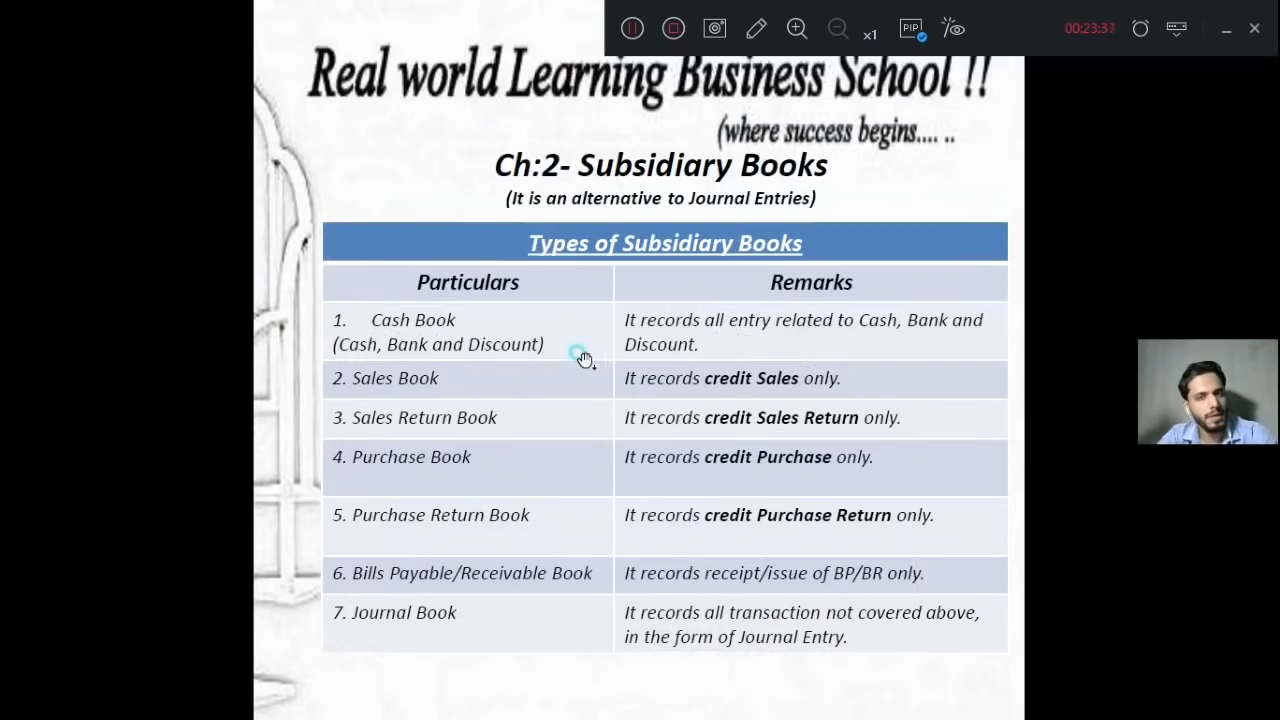 x1
PIP
00:23:37
Real world Learning Business School !!
(where success begins.... ..
Ch:2- Subsidiary Books
(It is an alternative to Journal Entries)
Types of Subsidiary Books
Particulars
Remarks
1. Cash Book
(Cash, Bank and Discount)
It records all entry related to Cash, Bank and
Discount.
2. Sales Book
It records credit Sales only.
3. Sales Return Book
It records credit Sales Return only.
4. Purchase Book
It records credit Purchase only.
5. Purchase Return Book
It records credit Purchase Return only.
6. Bills Payable/Receivable Book
It records receipt/issue of BP/BR only.
7. Journal Book
It records all transaction not covered above,
in the form of Journal Entry.